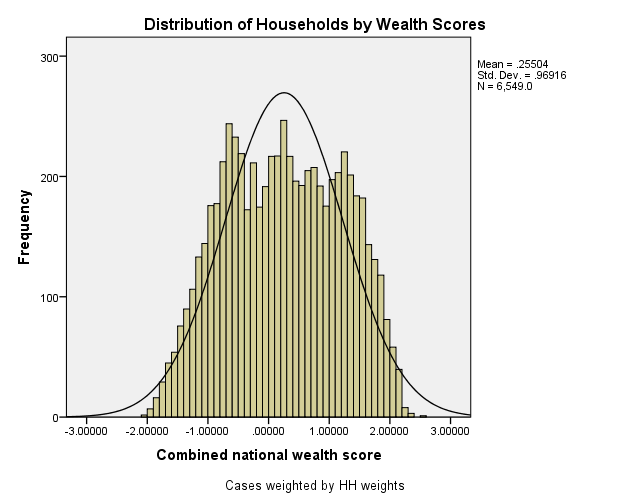 Distribution of Households by Wealth Scores
Mean = .25504
Std. Dev. = .96916
N = 6,549.0
300
200
100
0
Frequency
-3.00000 -2.00000 -1.00000 .00000 1.00000 2.00000 3.00000
Combined national wealth score
Cases weighted by HH weights